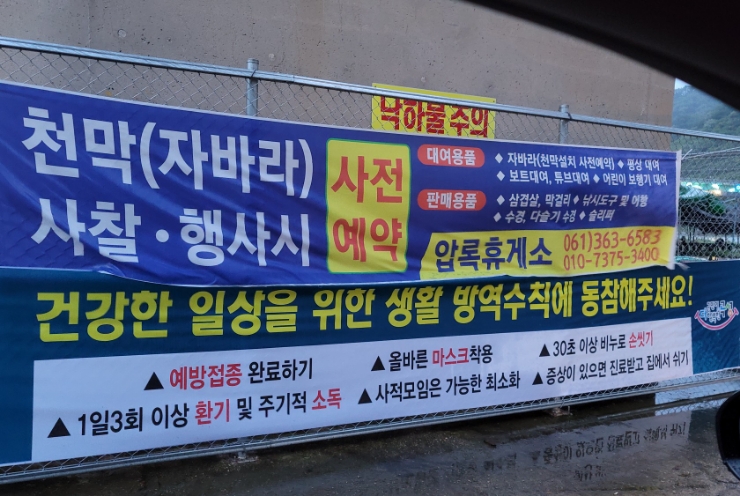 낙하물 주의
천막(자바라)
사찰·행사시
사전
예약
대여용품 ◆ 자바라(천막설치 사전예약) ◆ 평상 대여
◆ 보트대여, 튜브대여 ◆ 어린이 보행기 대여
판매용품 ◆ 삼겹살, 막걸리 ◆ 낚시도구 및 어항
◆ 수경, 다슬기 수경 ◆ 슬리퍼
압록휴게소 061)363-6583
010-7375-3400
건강한 일상을 위한 생활 방역수칙에 동참해주세요!
▲ 예방접종 완료하기
▲ 1일3회 이상 환기 및 주기적 소독
▲ 올바른 마스크착용
▲ 사적모임은 가능한 최소화
▲ 30초 이상 비누로 손씻기
▲ 증상이 있으면 진료받고 집에서 쉬기